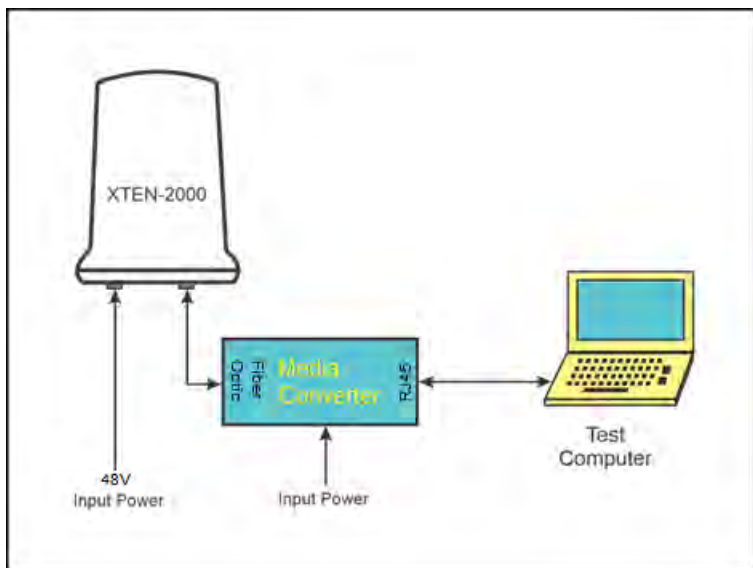 XTEN-2000
Fiber
Optic
Media
Converter
RJ45
Test
Computer
48V
Input Power
Input Power